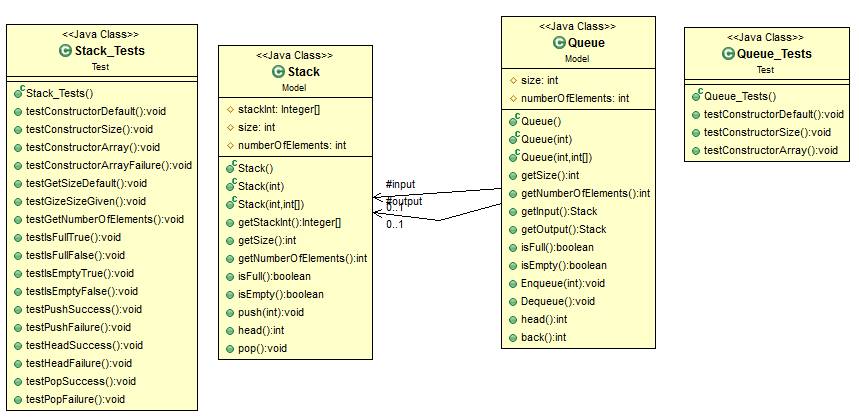 <<Java Class>>
Stack_Tests
Test
Stack_Tests()
testConstructorDefault():void
testConstructorSize():void
testConstructorArray():void
testConstructorArrayFailure():void
testGetSizeDefault():void
testGizeSizeGiven():void
testGetNumberOfElements():void
testIsFullTrue():void
testIsFullFalse():void
testIsEmptyTrue():void
testIsEmptyFalse():void
testPushSuccess():void
testPushFailure():void
testHeadSuccess():void
testHeadFailure():void
testPopSuccess():void
testPopFailure():void
<<Java Class>>
Stack
Model
stackInt: Integer[]
size: int
numberOfElements: int
Stack()
Stack(int)
Stack(int,int[])
getStackInt():Integer[]
getSize():int
getNumberOfElements():int
isFull():boolean
isEmpty():boolean
push(int):void
head():int
pop():void
#input
0..1
#output
0..1
<<Java Class>>
Queue
Model
size: int
numberOfElements: int
Queue()
Queue(int)
Queue(int,int[])
getSize():int
getNumberOfElements():int
getInput():Stack
getOutput():Stack
isFull():boolean
isEmpty():boolean
Enqueue(int):void
Dequeue():void
head():int
back():int
<<Java Class>>
Queue_Tests
Test
Queue_Tests()
testConstructorDefault():void
testConstructorSize():void
testConstructorArray():void